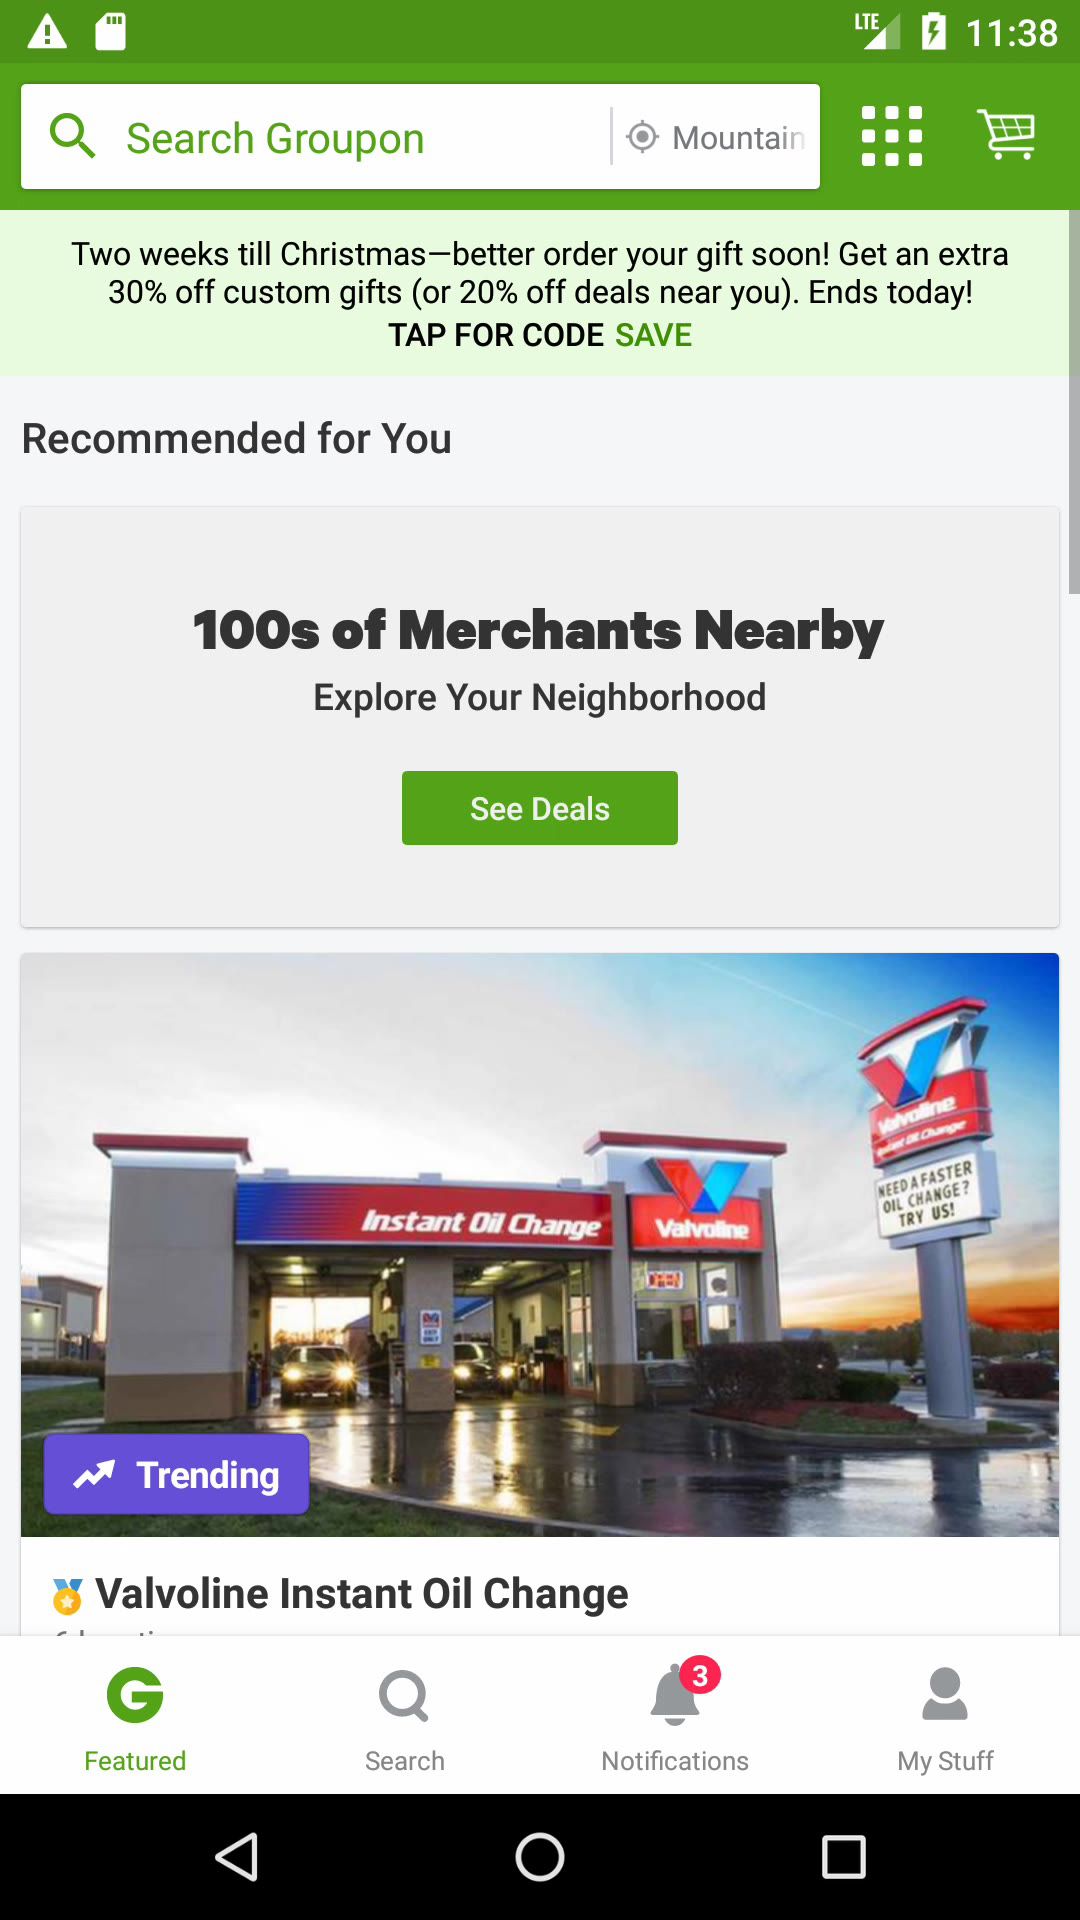 LTE 11:38
Search Groupon Mountain
Two weeks till Christmas—better order your gift soon! Get an extra
30% off custom gifts (or 20% off deals near you). Ends today!
TAP FOR CODE SAVE
Recommended for You
100s of Merchants Nearby
Explore Your Neighborhood
See Deals
Valvoline
Instant Oil Change
NEED A FASTER
OIL CHANGE?
TRY US!
Instant Oil Change
Valvoline
OPEN
Trending
Valvoline Instant Oil Change
3
Featured Search Notifications My Stuff